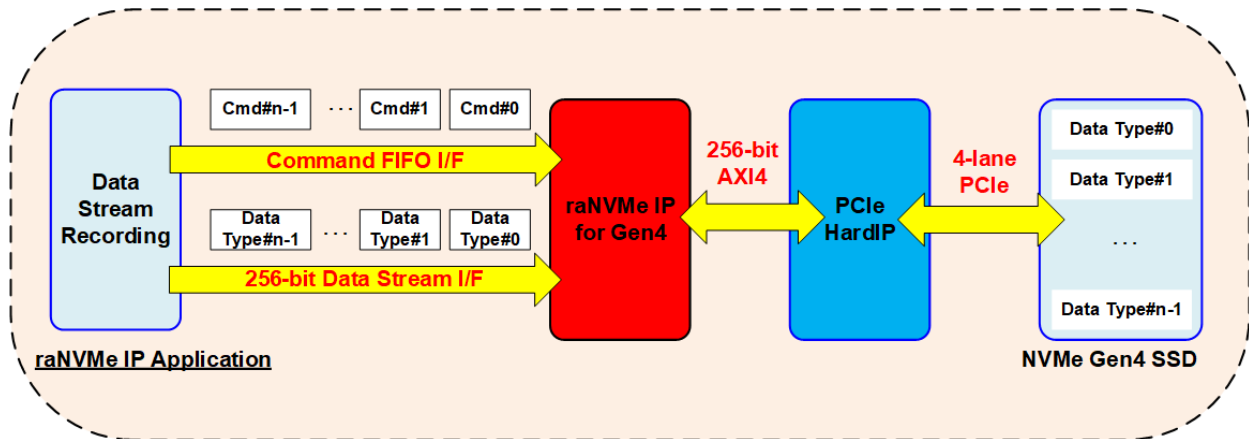 Cmd#n-1
...
Cmd#1
Cmd#0
Command FIFO I/F
Data
Stream
Recording
Data
Type#n-1
...
Data
Type#1
Data
Type#0
256-bit Data Stream I/F
raNVMe IP Application
raNVMe IP
for Gen4
256-bit
AXI4
PCIe
HardIP
4-lane
PCIe
Data Type#0
Data Type#1
...
Data Type#n-1
NVMe Gen4 SSD